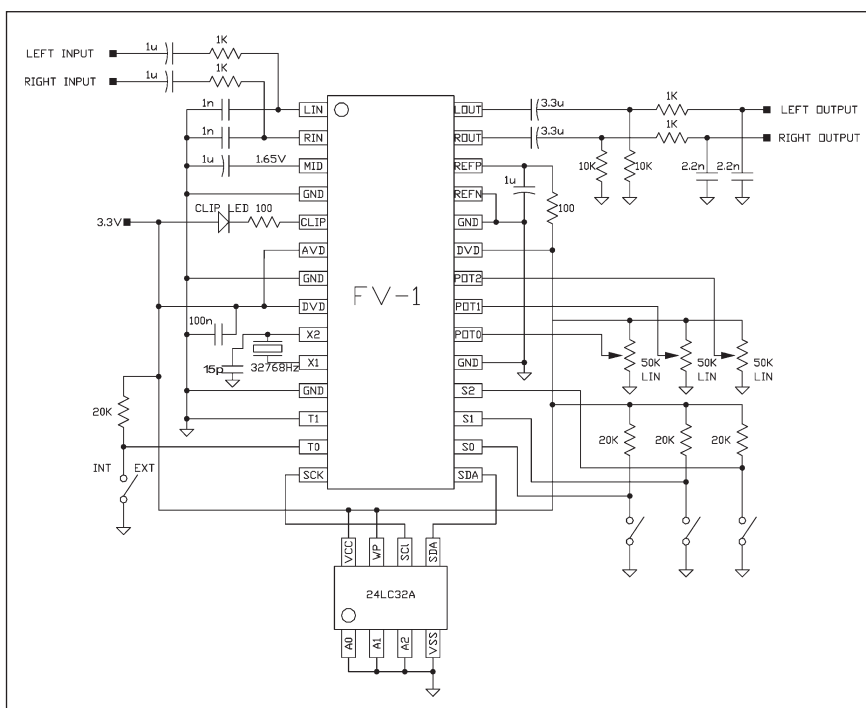 LEFT INPUT
1u
1K
RIGHT INPUT
1u
1K
1n
LIN
1n
RIN
1u
1.65V
MID
GND
3.3V
CLIP LED
100
CLIP
AVD
GND
DVD
100n
X2
15p
32768Hz
X1
GND
20K
T1
T0
INT
EXT
SCK
FV-1
LOUT
3.3u
1K
LEFT OUTPUT
ROUT
3.3u
1K
RIGHT OUTPUT
REFP
10K
10K
2.2n
2.2n
1u
REFN
100
GND
DVD
POT2
POT1
POT0
50K
LIN
50K
LIN
50K
LIN
GND
S2
S1
20K
20K
20K
S0
SDA
VCC
WP
SCl
SDA
24LC32A
A0
A1
A2
VSS